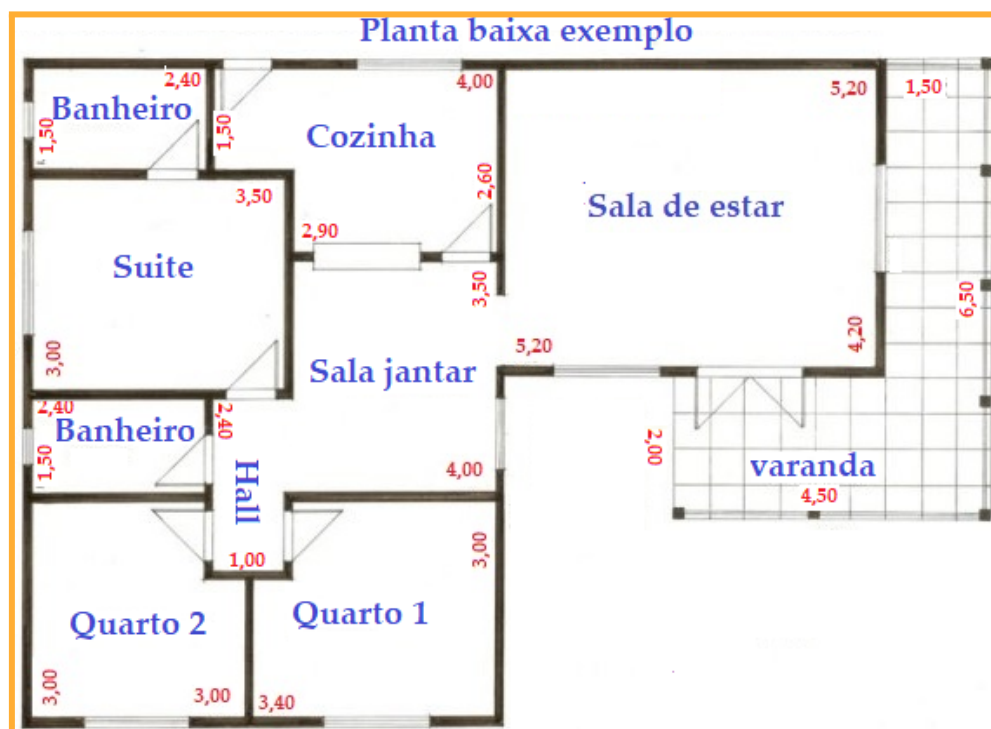 Planta baixa exemplo
2,40
Banheiro
1,50
4,00
1,50
Cozinha
2,60
2,90
5,20
Sala de estar
4,20
5,20
1,50
6,50
3,50
Suite
3,00
3,50
Sala jantar
4,00
2,40
Banheiro
1,50
2,40
Hall
1,00
2,00
varanda
4,50
Quarto 2
3,00
3,00
3,00
Quarto 1
3,40